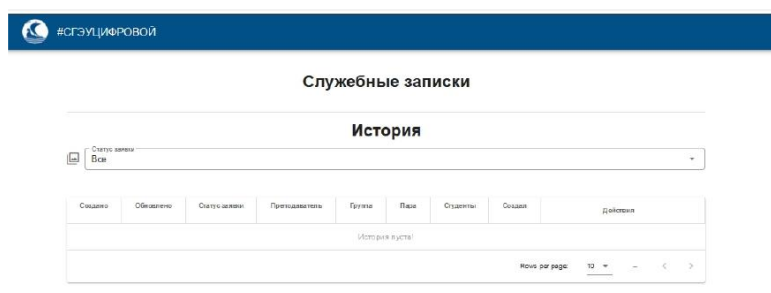 #СГЭУЦИФРОВОЙ
Служебные записки
История
Статус заявки
Все
Создано Обновлено Статус заявки Преподаватель Группа Пара Студенты Создал Действия
История пуста!
Rows per page: 10 –